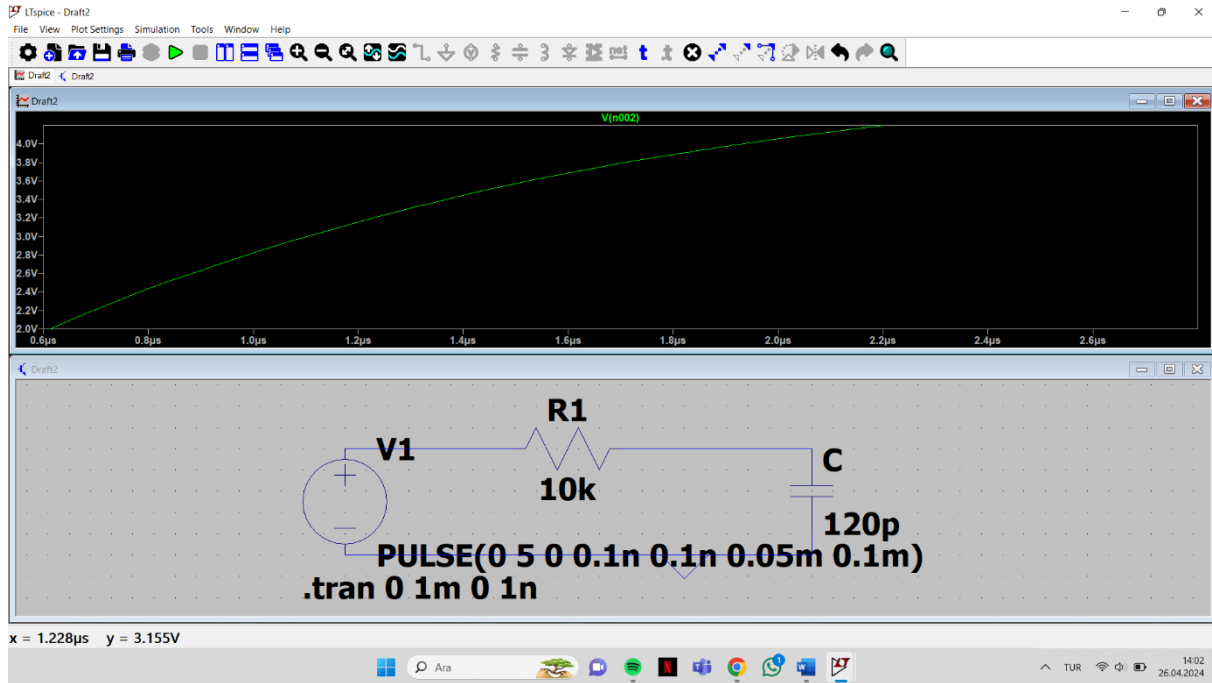 LTspice - Draft2
File View Plot Settings Simulation Tools Window Help
Draft2 Draft2
Draft2
V(n002)
4.0V
3.8V
3.6V
3.4V
3.2V
3.0V
2.8V
2.6V
2.4V
2.2V
2.0V
0.6µs 0.8µs 1.0µs 1.2µs 1.4µs 1.6µs 1.8µs 2.0µs 2.2µs 2.4µs 2.6µs
Draft2
R1
V1
C
10k
120p
PULSE(0 5 0 0.1n 0.1n 0.05m 0.1m)
.tran 0 1m 0 1n
x = 1.228µs y = 3.155V
Ara
1
TUR
14:02
26.04.2024